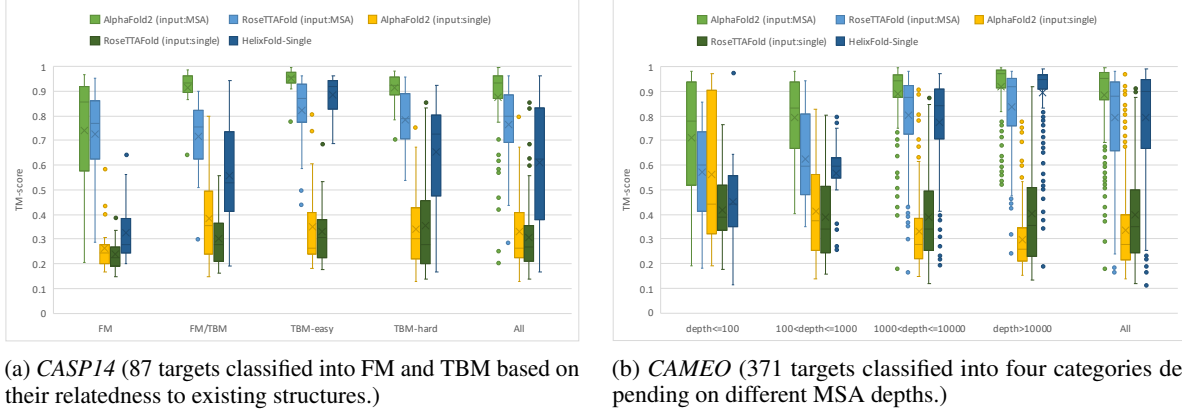 AlphaFold2 (input:MSA) RoseTTAFold (input:MSA) AlphaFold2 (input:single)
RoseTTAFold (input:single) HelixFold-Single
TM-score
1
0.9
0.8
0.7
0.6
0.5
0.4
0.3
0.2
0.1
0
FM FM/TBM TBM-easy TBM-hard All
(a) CASP14 (87 targets classified into FM and TBM based on
their relatedness to existing structures.)
AlphaFold2 (input:MSA) RoseTTAFold (input:MSA) AlphaFold2 (input:single)
RoseTTAFold (input:single) HelixFold-Single
TM-score
1
0.9
0.8
0.7
0.6
0.5
0.4
0.3
0.2
0.1
0
depth<=100 100<depth<=1000 1000<depth<=10000 depth>10000 All
(b) CAMEO (371 targets classified into four categories de
pending on different MSA depths.)